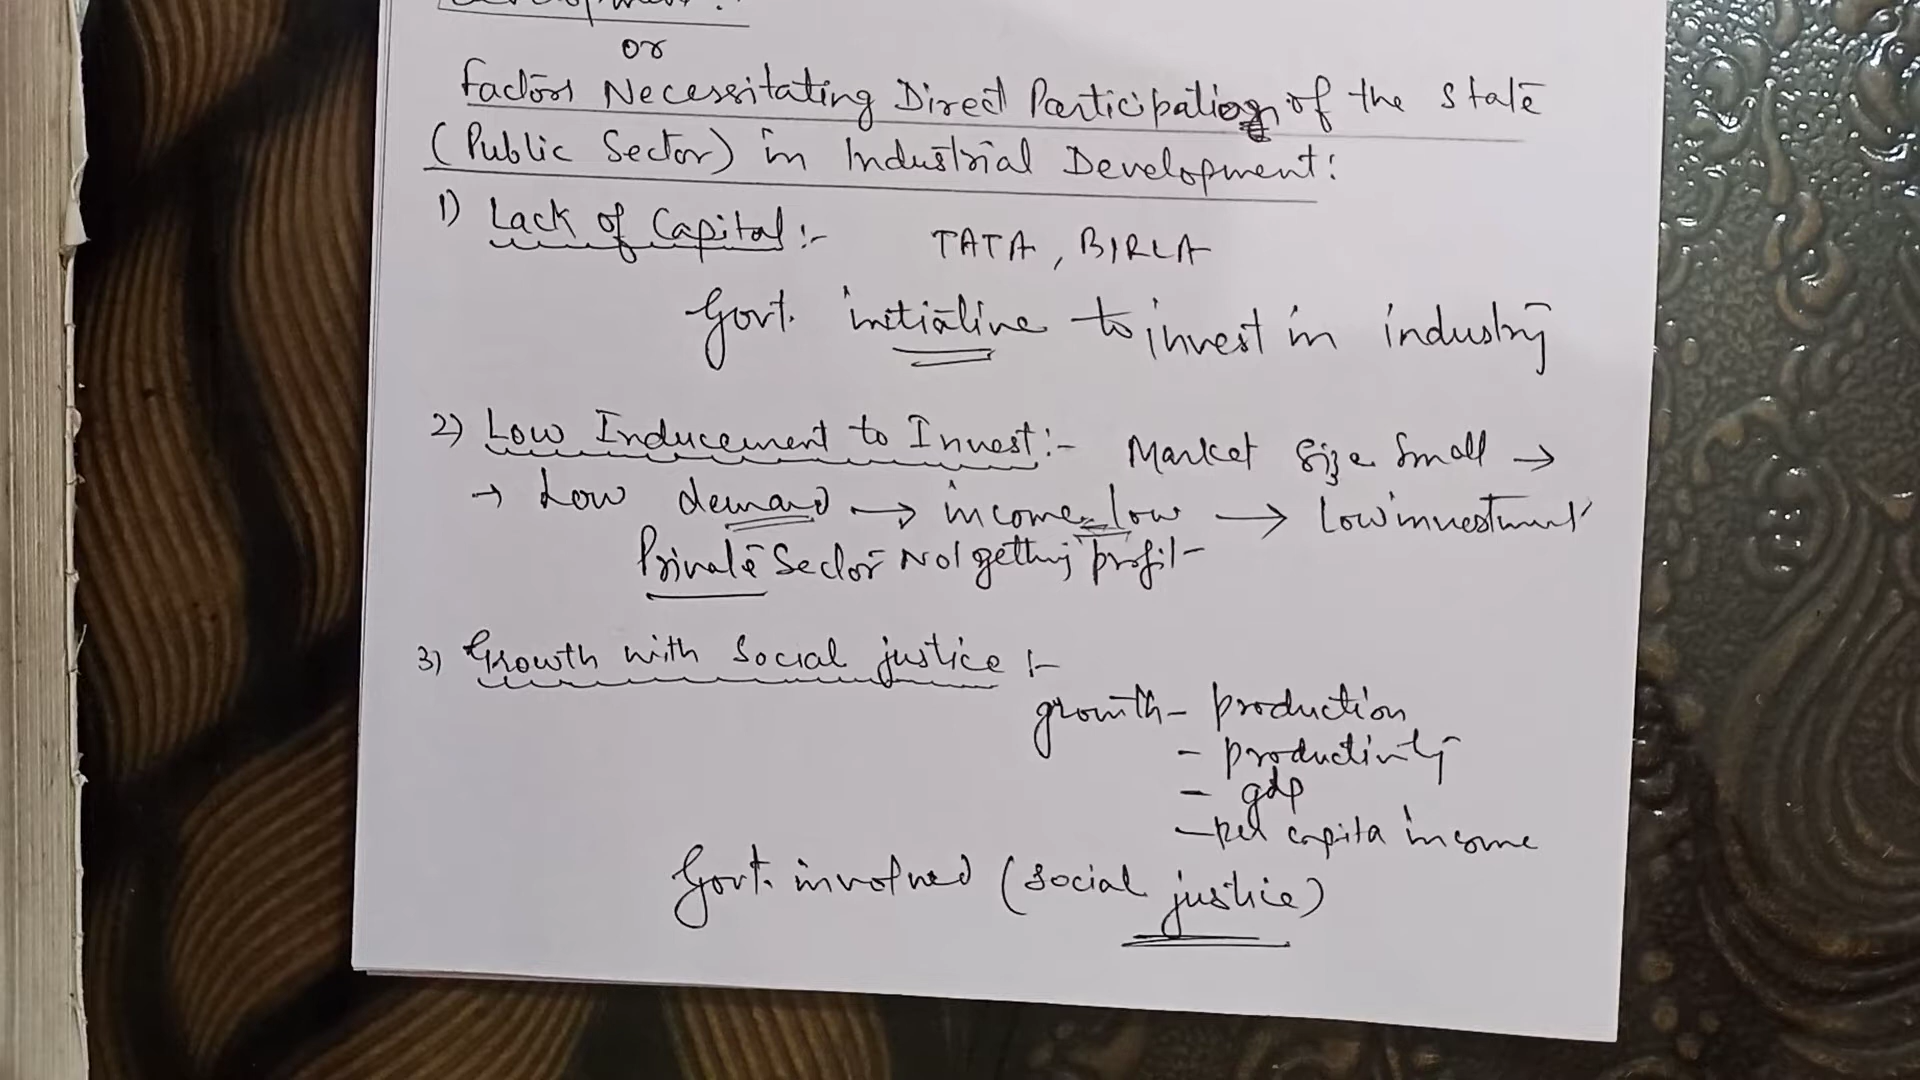 Development:
or
Factors Necessitating Direct Participation of the State
(Public Sector) in Industrial Development:
1) Lack of Capital:- TATA, BIRLA
Govt. initiative to invest in industry
2) Low Inducement to Invest:- Market Size Small →
→ Low demand → income low → Low investment
Private Sector Not getting profit-
3) Growth with Social justice :-
growth - production
- productivity
- gdp
- per capita income
Govt. involved (social justice)